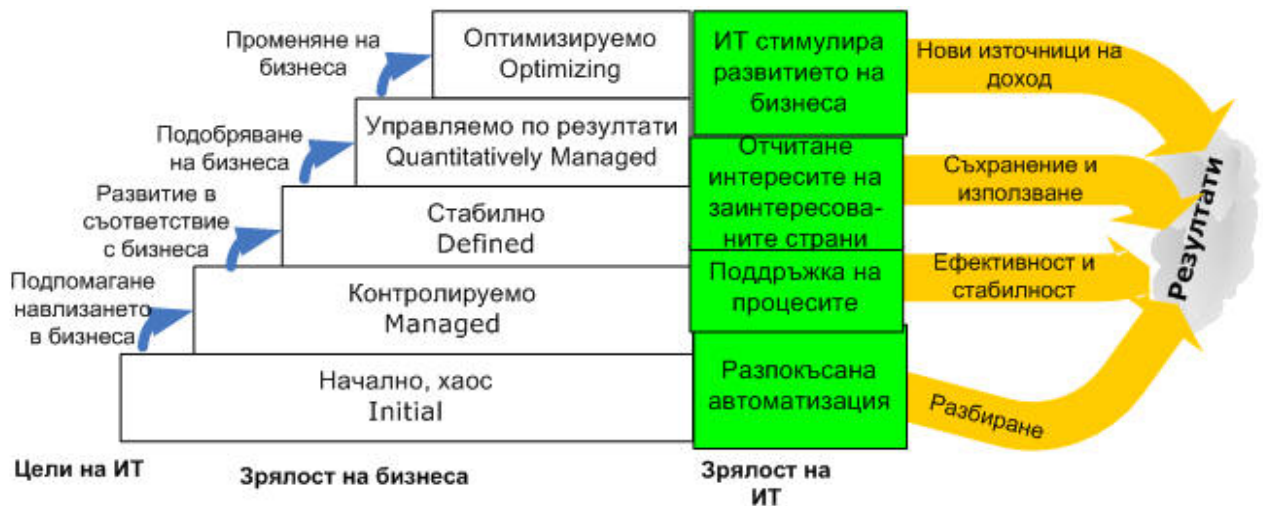 Променяне на
бизнеса
Оптимизируемо
Optimizing
ИТ стимулира
развитието на
бизнеса
Нови източници на
доход
Подобряване
на бизнеса
Управляемо по резултати
Quantitatively Managed
Отчитане
интересите на
заинтересова-
ните страни
Съхранение и
използване
Развитие в
съответствие
с бизнеса
Стабилно
Defined
Подпомагане
навлизането
в бизнеса
Контролируемо
Managed
Поддръжка на
процесите
Ефективност и
стабилност
Начално, хаос
Initial
Разпокъсана
автоматизация
Разбиране
Резултати
Цели на ИТ
Зрялост на бизнеса
Зрялост на
ИТ